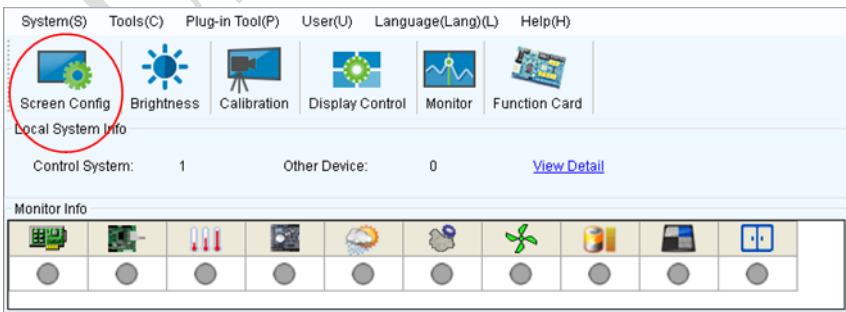 System(S) Tools(C) Plug-in Tool(P) User(U) Language(Lang)(L) Help(H)
Screen Config Brightness Calibration Display Control Monitor Function Card
Local System Info
Control System: 1 Other Device: 0 View Detail
Monitor Info